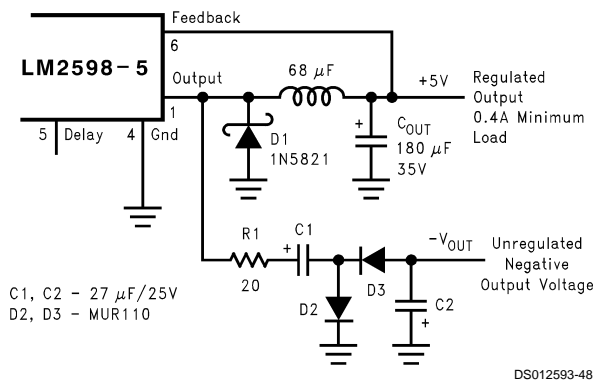 Feedback
6
LM2598-5
Output
1
5 Delay
4 Gnd
68 μF
+5V
Regulated
Output
0.4A Minimum
Load
D1
1N5821
+
COUT
180 μF
35V
R1
20
+
C1
D2
D3
-VOUT
C2
+
Unregulated
Negative
Output Voltage
C1, C2 - 27 μF/25V
D2, D3 - MUR110
DS012593-48